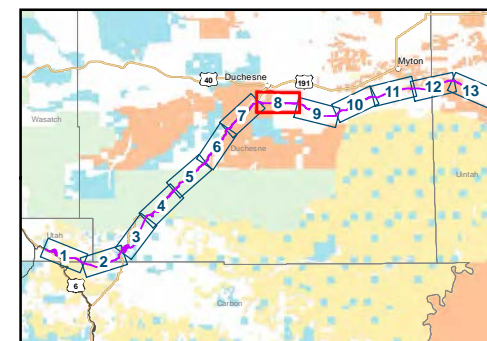 40
Duchesne
191
Myton
13
12
11
10
9
8
7
Wasatch
Duchesne
6
Uintah
5
4
3
Utah
1
2
6
Carbon